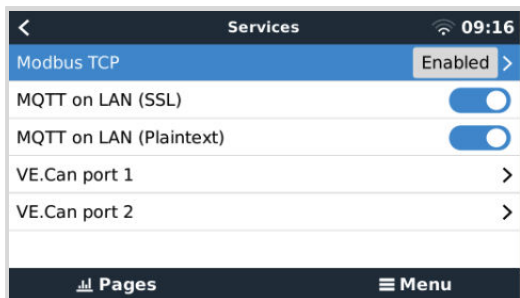 Services 09:16
Modbus TCP Enabled
MQTT on LAN (SSL)
MQTT on LAN (Plaintext)
VE.Can port 1
VE.Can port 2
Pages Menu